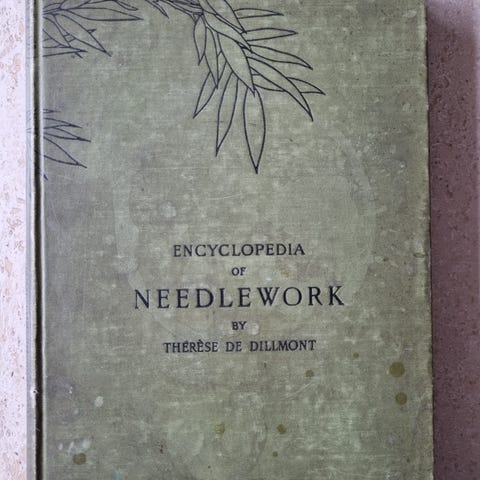 ENCYCLOPEDIA
OF
NEEDLEWORK
BY
THÉRÈSE DE DILLMONT